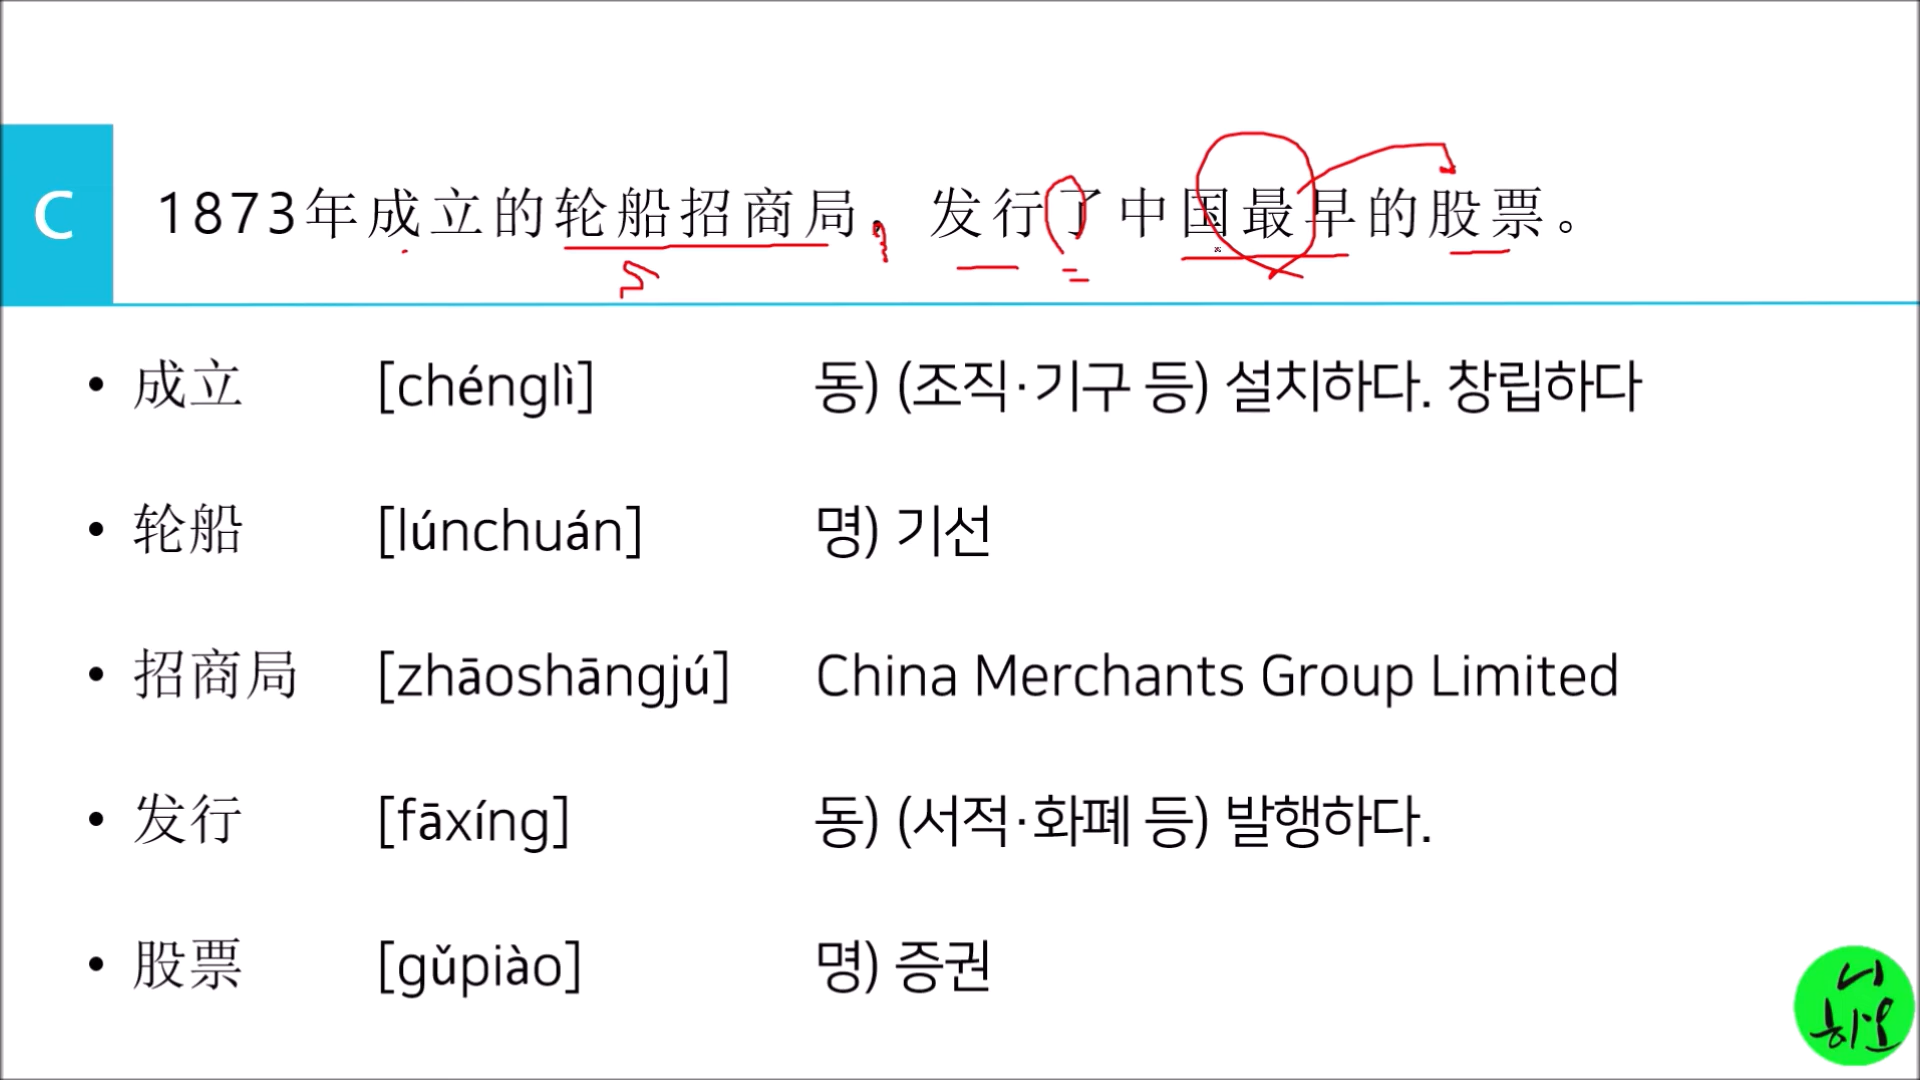 C 1873年成立的轮船招商局，发行了中国最早的股票。
• 成立 [chénglì] 동) (조직·기구 등) 설치하다. 창립하다
• 轮船 [lúnchuán] 명) 기선
• 招商局 [zhāoshāngjú] China Merchants Group Limited
• 发行 [fāxíng] 동) (서적·화폐 등) 발행하다.
• 股票 [gǔpiào] 명) 증권
니
하오